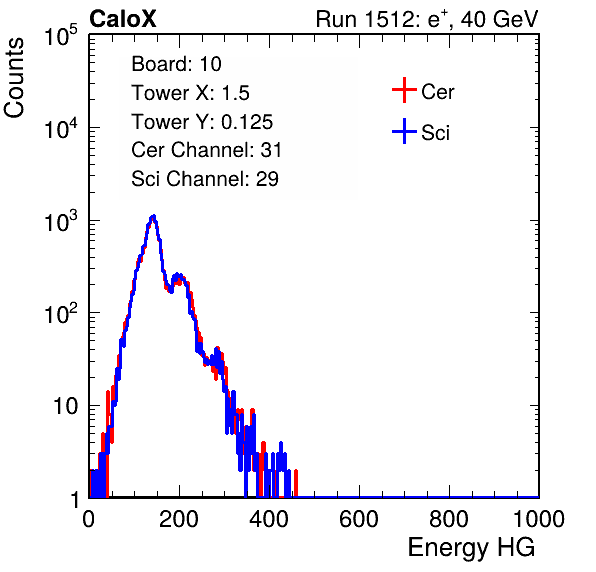 CaloX Run 1512: e⁺, 40 GeV
Counts
10⁵
10⁴
10³
10²
10
1
Board: 10
Tower X: 1.5
Tower Y: 0.125
Cer Channel: 31
Sci Channel: 29
Cer
Sci
0 200 400 600 800 1000
Energy HG